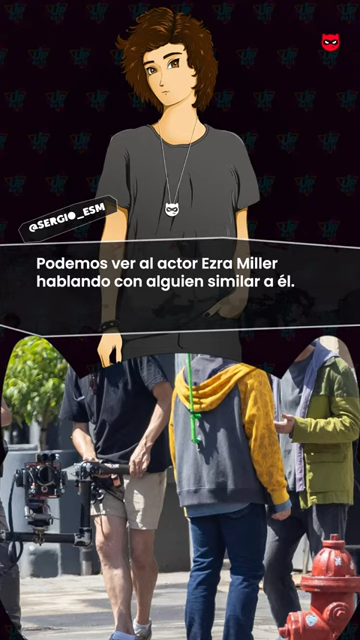 @SERGIO_ESM
Podemos ver al actor Ezra Miller
hablando con alguien similar a él.